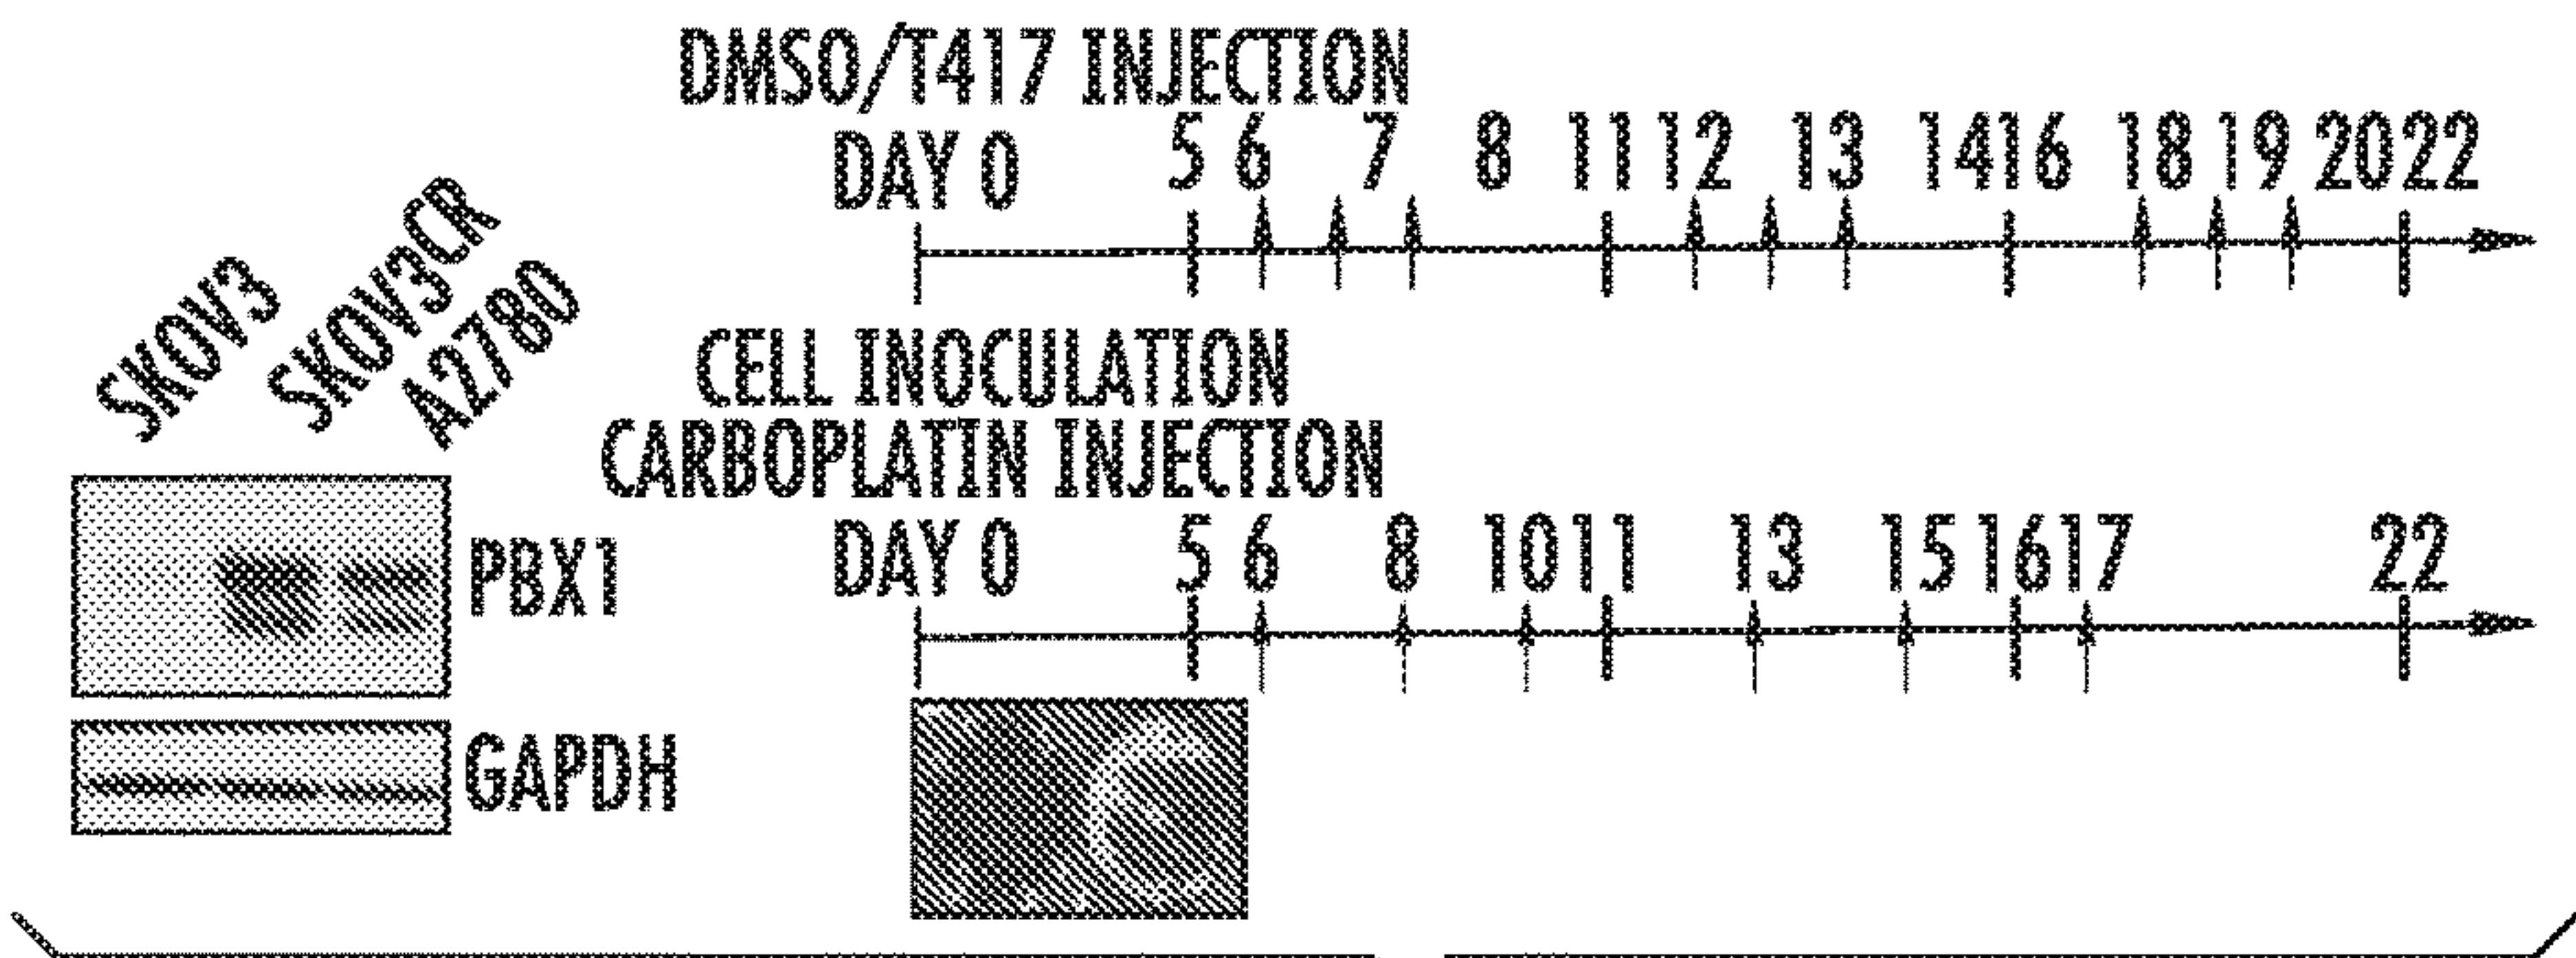 SKOV3
SKOV3CR
A2780
PBX1
GAPDH
DMSO/T417 INJECTION
DAY 0 5 6 7 8 11 12 13 14 16 18 19 20 22
CELL INOCULATION
CARBOPLATIN INJECTION
DAY 0 5 6 8 10 11 13 15 16 17 22